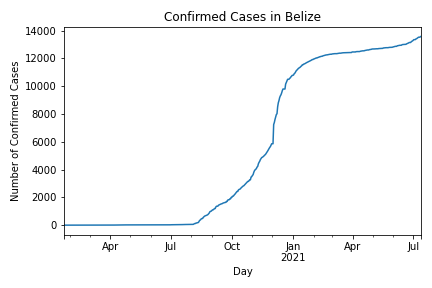 Confirmed Cases in Belize
14000
12000
10000
8000
6000
4000
2000
0
Number of Confirmed Cases
Apr Jul Oct Jan Apr Jul
2021
Day